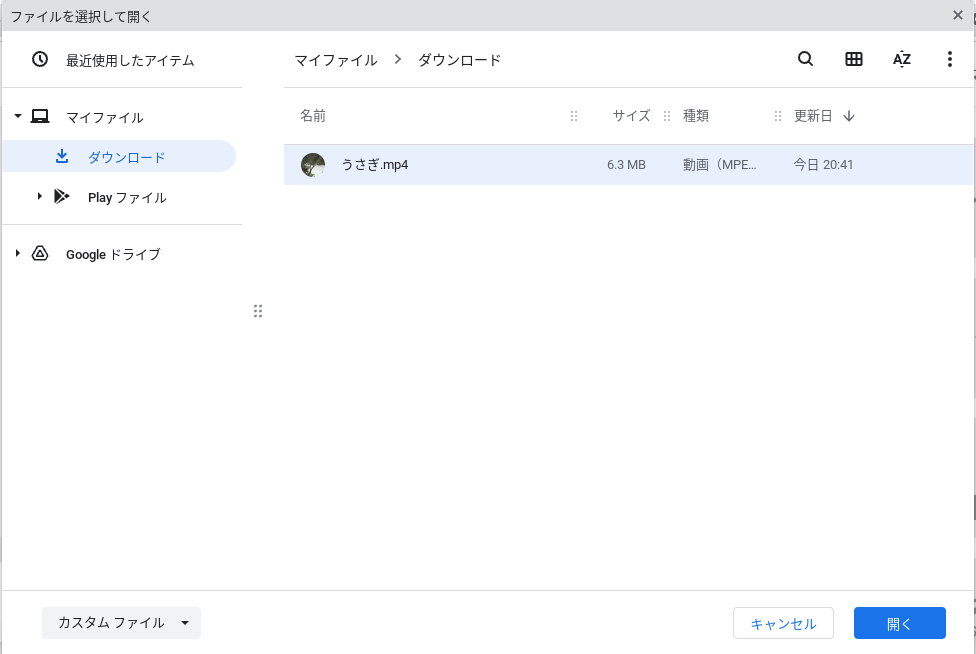 ファイルを選択して開く
最近使用したアイテム
マイファイル
ダウンロード
Play ファイル
Google ドライブ
マイファイル ダウンロード AZ
名前 サイズ 種類 更新日
うさぎ.mp4 6.3 MB 動画（MPE... 今日 20:41
カスタム ファイル キャンセル 開く